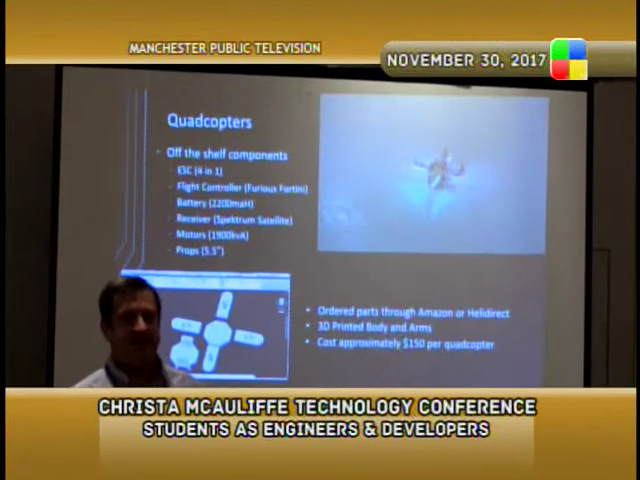 MANCHESTER PUBLIC TELEVISION
NOVEMBER 30, 2017
Quadcopters
Off the shelf components
ESC (4 in 1)
Flight Controller (Furious Fortini)
Battery (2200maH)
Receiver (Spektrum Satellite)
Motors (1900kvA)
Props (5.5")
Ordered parts through Amazon or Helidirect
3D Printed Body and Arms
Cost approximately $150 per quadcopter
CHRISTA MCAULIFFE TECHNOLOGY CONFERENCE
STUDENTS AS ENGINEERS & DEVELOPERS